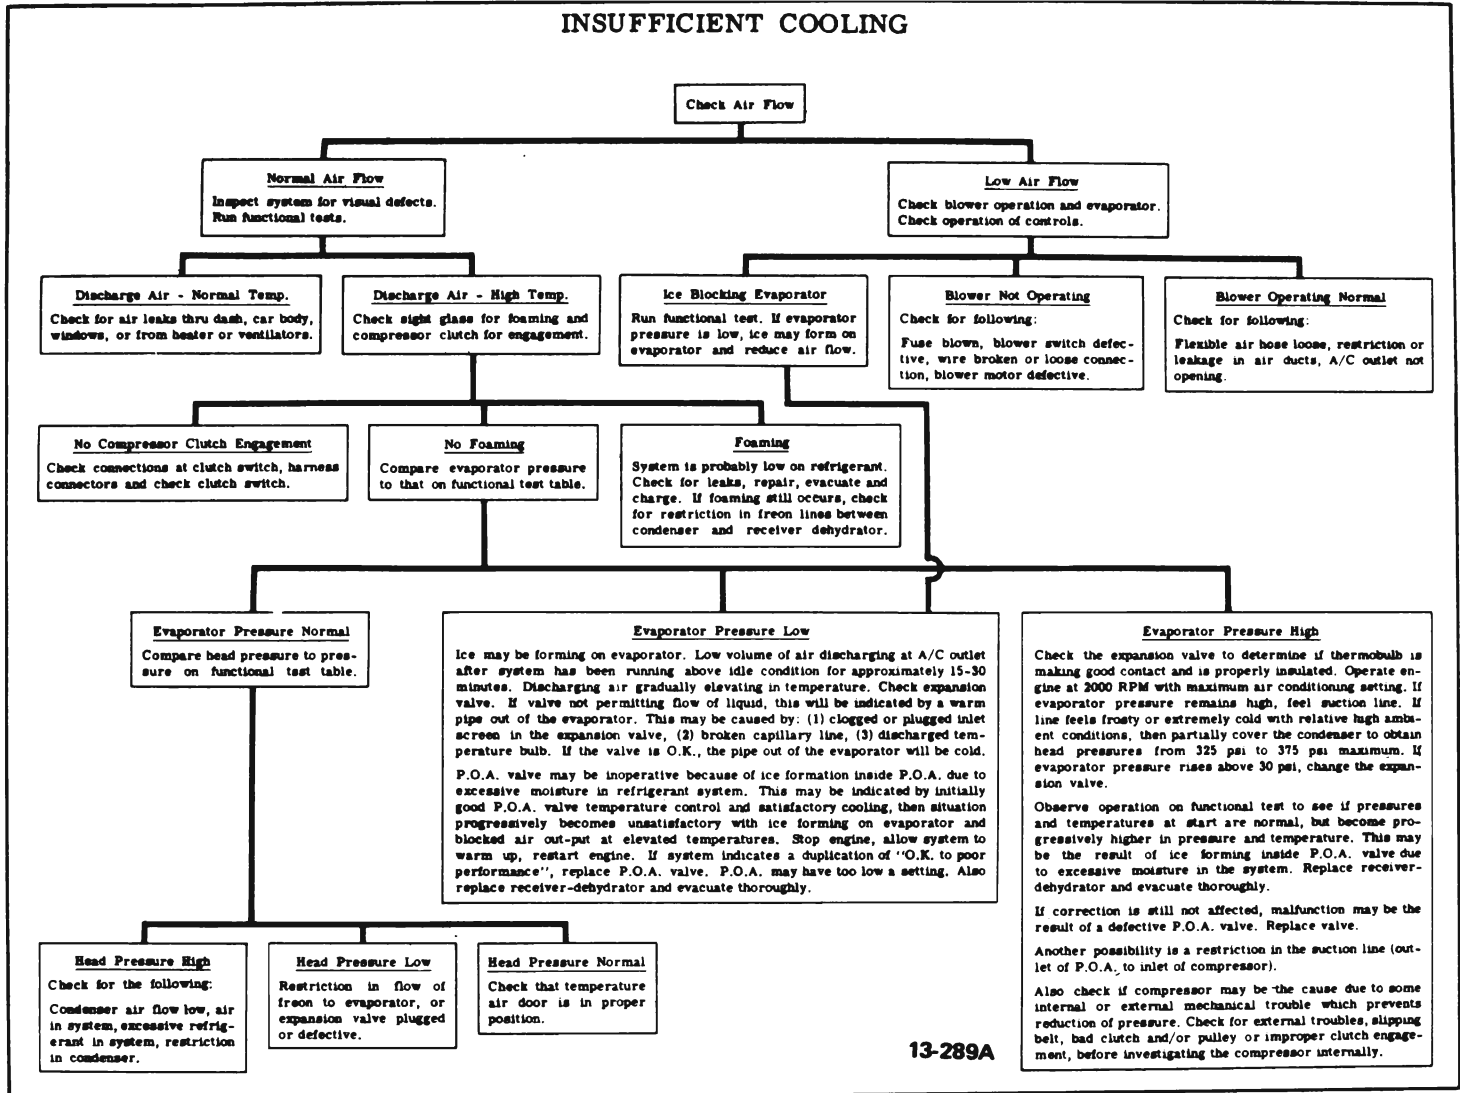 INSUFFICIENT COOLING
Check Air Flow
Normal Air Flow
Inspect system for visual defects.
Run functional tests.
Low Air Flow
Check blower operation and evaporator.
Check operation of controls.
Discharge Air - Normal Temp.
Check for air leaks thru dash, car body,
windows, or from heater or ventilators.
Discharge Air - High Temp.
Check sight glass for foaming and
compressor clutch for engagement.
Ice Blocking Evaporator
Run functional test. If evaporator
pressure is low, ice may form on
evaporator and reduce air flow.
Blower Not Operating
Check for following:
Fuse blown, blower switch defec-
tive, wire broken or loose connec-
tion, blower motor defective.
Blower Operating Normal
Check for following:
Flexible air hose loose, restriction or
leakage in air ducts, A/C outlet not
opening.
No Compressor Clutch Engagement
Check connections at clutch switch, harness
connectors and check clutch switch.
No Foaming
Compare evaporator pressure
to that on functional test table.
Foaming
System is probably low on refrigerant.
Check for leaks, repair, evacuate and
charge. If foaming still occurs, check
for restriction in freon lines between
condenser and receiver dehydrator.
Evaporator Pressure Normal
Compare head pressure to pres-
sure on functional test table.
Evaporator Pressure Low
Ice may be forming on evaporator. Low volume of air discharging at A/C outlet
after system has been running above idle condition for approximately 15-30
minutes. Discharging air gradually elevating in temperature. Check expansion
valve. If valve not permitting flow of liquid, this will be indicated by a warm
pipe out of the evaporator. This may be caused by: (1) clogged or plugged inlet
screen in the expansion valve, (2) broken capillary line, (3) discharged tem-
perature bulb. If the valve is O.K., the pipe out of the evaporator will be cold.
P.O.A. valve may be inoperative because of ice formation inside P.O.A. due to
excessive moisture in refrigerant system. This may be indicated by initially
good P.O.A. valve temperature control and satisfactory cooling, then situation
progressively becomes unsatisfactory with ice forming on evaporator and
blocked air out-put at elevated temperatures. Stop engine, allow system to
warm up, restart engine. If system indicates a duplication of "O.K. to poor
performance", replace P.O.A. valve. P.O.A. may have too low a setting. Also
replace receiver-dehydrator and evacuate thoroughly.
Evaporator Pressure High
Check the expansion valve to determine if thermobulb is
making good contact and is properly insulated. Operate en-
gine at 2000 RPM with maximum air conditioning setting. If
evaporator pressure remains high, feel suction line. If
line feels frosty or extremely cold with relative high ambi-
ent conditions, then partially cover the condenser to obtain
head pressures from 325 psi to 375 psi maximum. If
evaporator pressure rises above 30 psi, change the expan-
sion valve.
Observe operation on functional test to see if pressures
and temperatures at start are normal, but become pro-
gressively higher in pressure and temperature. This may
be the result of ice forming inside P.O.A. valve due
to excessive moisture in the system. Replace receiver-
dehydrator and evacuate thoroughly.
If correction is still not affected, malfunction may be the
result of a defective P.O.A. valve. Replace valve.
Another possibility is a restriction in the suction line (out-
let of P.O.A. to inlet of compressor).
Also check if compressor may be the cause due to some
internal or external mechanical trouble which prevents
reduction of pressure. Check for external troubles, slipping
belt, bad clutch and/or pulley or improper clutch engage-
ment, before investigating the compressor internally.
Head Pressure High
Check for the following:
Condenser air flow low, air
in system, excessive refrig-
erant in system, restriction
in condenser.
Head Pressure Low
Restriction in flow of
freon to evaporator, or
expansion valve plugged
or defective.
Head Pressure Normal
Check that temperature
air door is in proper
position.
13-289A